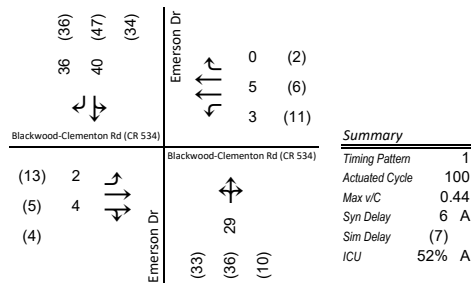 (36) (47) (34)
36 40
Emerson Dr
0 (2)
5 (6)
3 (11)
Blackwood-Clementon Rd (CR 534)
Blackwood-Clementon Rd (CR 534)
(13) 2
(5) 4
(4)
Emerson Dr
29
(33) (36) (10)
Summary
Timing Pattern 1
Actuated Cycle 100
Max v/C 0.44
Syn Delay 6 A
Sim Delay (7)
ICU 52% A